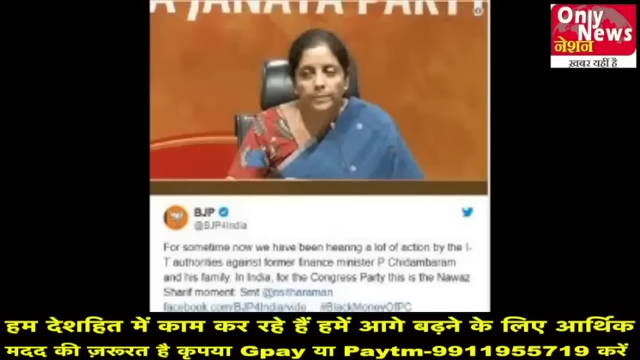 A JANATA PART
Only
News
नेशन
ख़बर यहीं है
BJP
@BJP4India
For sometime now we have been hearing a lot of action by the I-
T authorities against former finance minister P Chidambaram
and his family. In India, for the Congress Party this is the Nawaz
Sharif moment: Smt @nsitharaman
facebook.com/BJP4India/vide #BlackMoneyOfPC
हम देशहित में काम कर रहे हैं हमें आगे बढ़ने के लिए आर्थिक
मदद की ज़रूरत है कृपया Gpay या Paytm-9911955719 करें